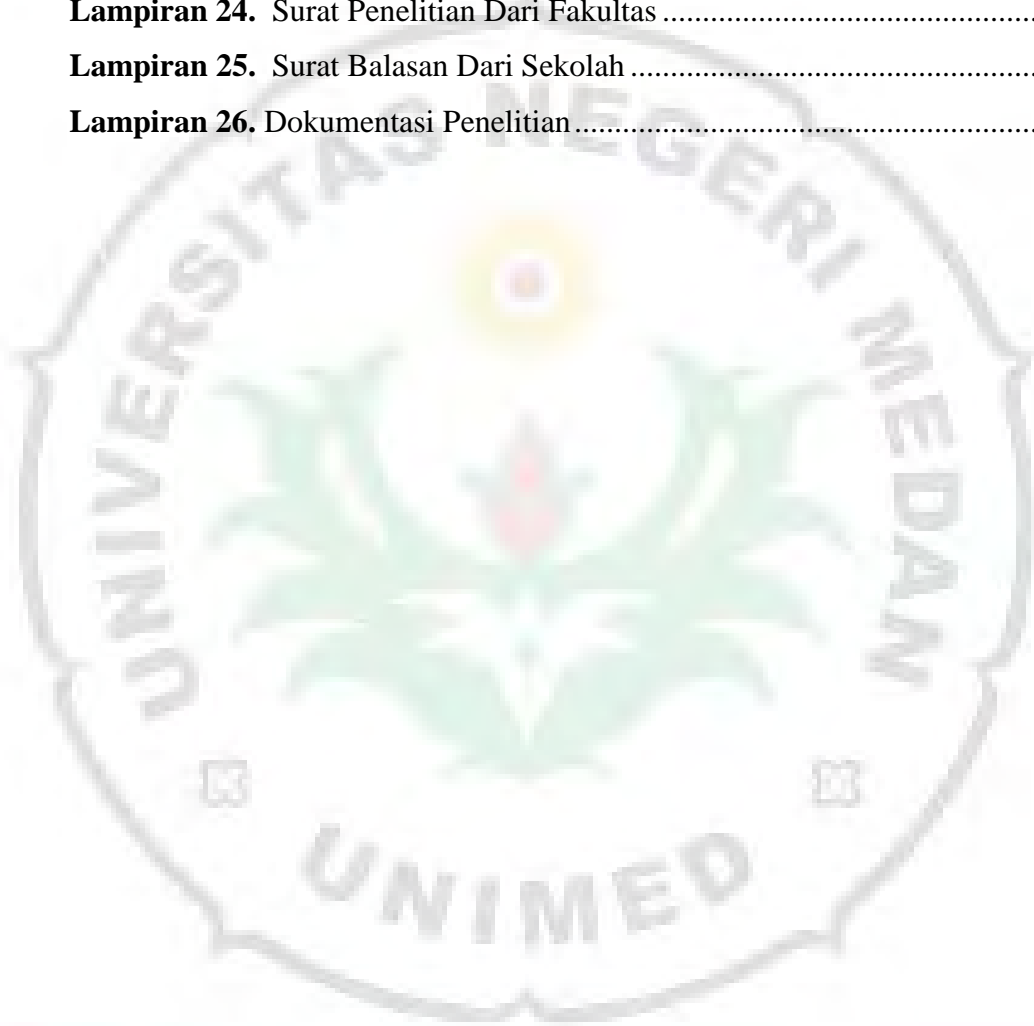 Lampiran 24. Surat Penelitian Dari Fakultas ................................................
Lampiran 25. Surat Balasan Dari Sekolah ....................................................
Lampiran 26. Dokumentasi Penelitian ...........................................................
UNIVERSITAS NEGERI MEDAN
UNIMED